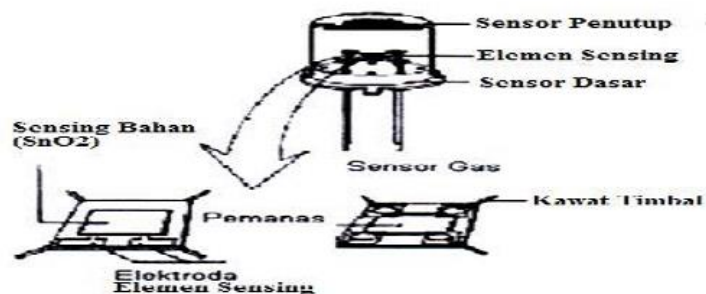 Sensor Penutup
Elemen Sensing
Sensor Dasar
Sensing Bahan
(SnO2)
Sensor Gas
Kawat Timbal
Pemanas
Elektroda
Elemen Sensing